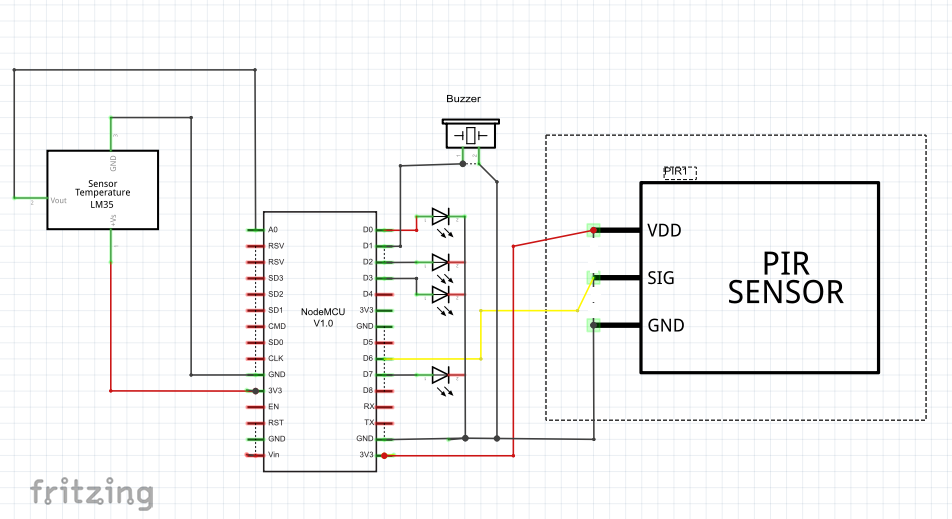 Buzzer
PIR1
3
GND
Sensor
Temperature
LM35
2
Vout
+Vs
1
1
2
VDD
SIG
GND
PIR
SENSOR
A0
RSV
RSV
SD3
SD2
SD1
CMD
SD0
CLK
GND
3V3
EN
RST
GND
Vin
NodeMCU
V1.0
D0
D1
D2
D3
D4
3V3
GND
D5
D6
D7
D8
RX
TX
GND
3V3
fritzing